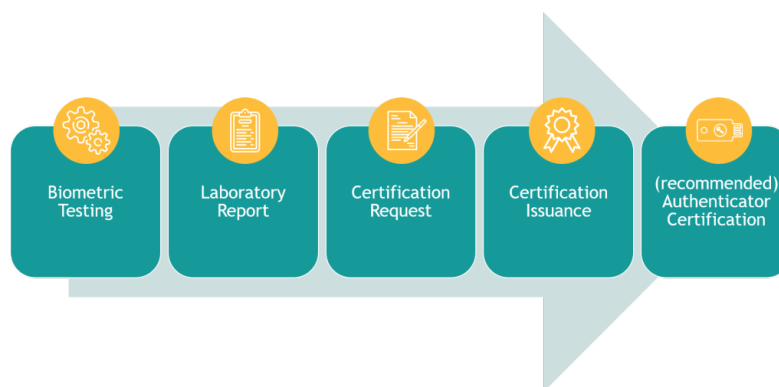 Biometric
Testing
Laboratory
Report
Certification
Request
Certification
Issuance
(recommended)
Authenticator
Certification